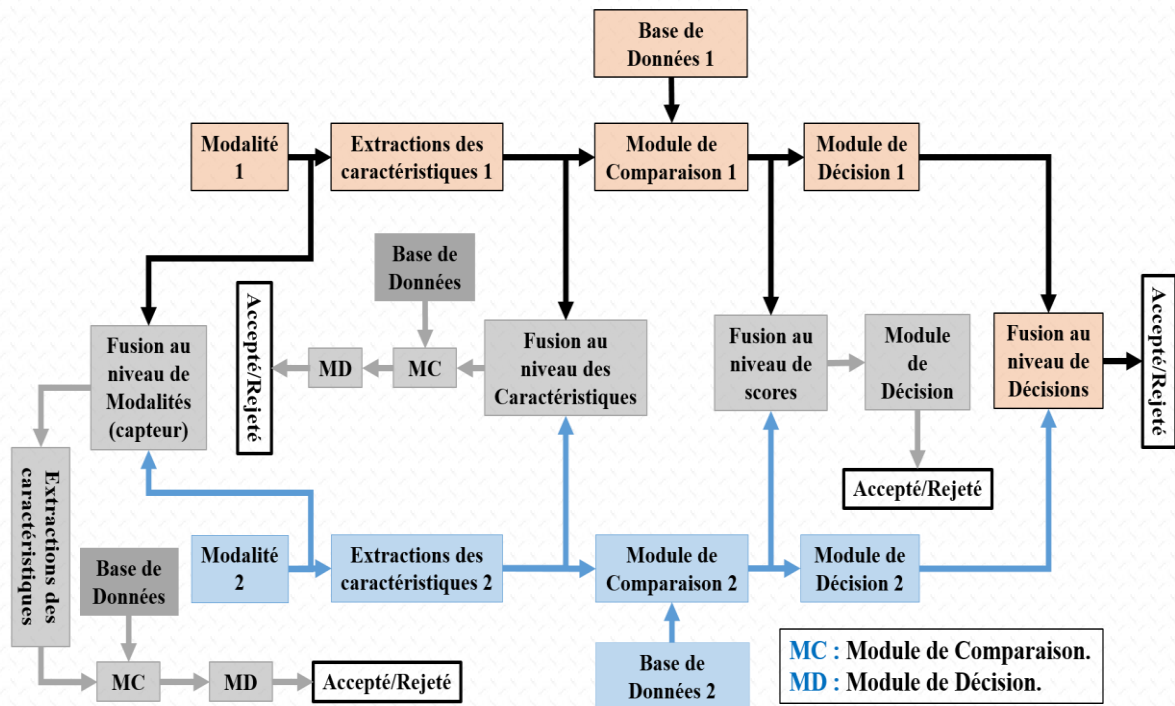 Base de
Données 1
Modalité
1
Extractions des
caractéristiques 1
Module de
Comparaison 1
Module de
Décision 1
Base de
Données
Accepté/Rejeté
Accepté/Rejeté
Fusion au
niveau de
Modalités
(capteur)
MD
MC
Fusion au
niveau des
Caractéristiques
Fusion au
niveau de
scores
Module
de
Décision
Fusion au
niveau de
Décisions
Extractions des
caractéristiques
Accepté/Rejeté
Modalité
2
Extractions des
caractéristiques 2
Module de
Comparaison 2
Module de
Décision 2
Base de
Données
Base de
Données 2
MC
MD
Accepté/Rejeté
MC : Module de Comparaison.
MD : Module de Décision.